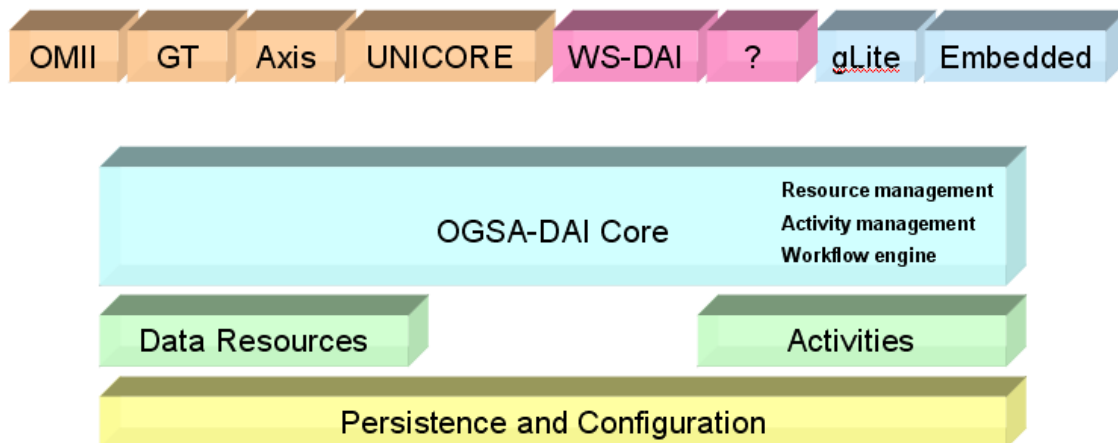 OMII GT Axis UNICORE WS-DAI ? gLite Embedded
Resource management
OGSA-DAI Core Activity management
Workflow engine
Data Resources Activities
Persistence and Configuration